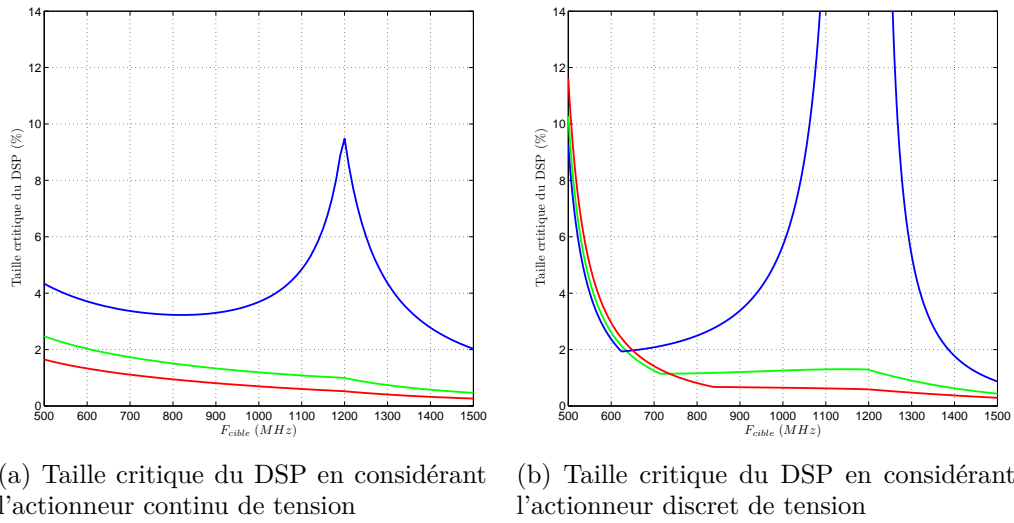 14
12
10
8
6
4
2
0
Taille crtitique du DSP (%)
500 600 700 800 900 1000 1100 1200 1300 1400 1500
F_cible (MHz)
14
12
10
8
6
4
2
0
Taille crtitique du DSP (%)
500 600 700 800 900 1000 1100 1200 1300 1400 1500
F_cible (MHz)
(a) Taille critique du DSP en considérant
l'actionneur continu de tension
(b) Taille critique du DSP en considérant
l'actionneur discret de tension